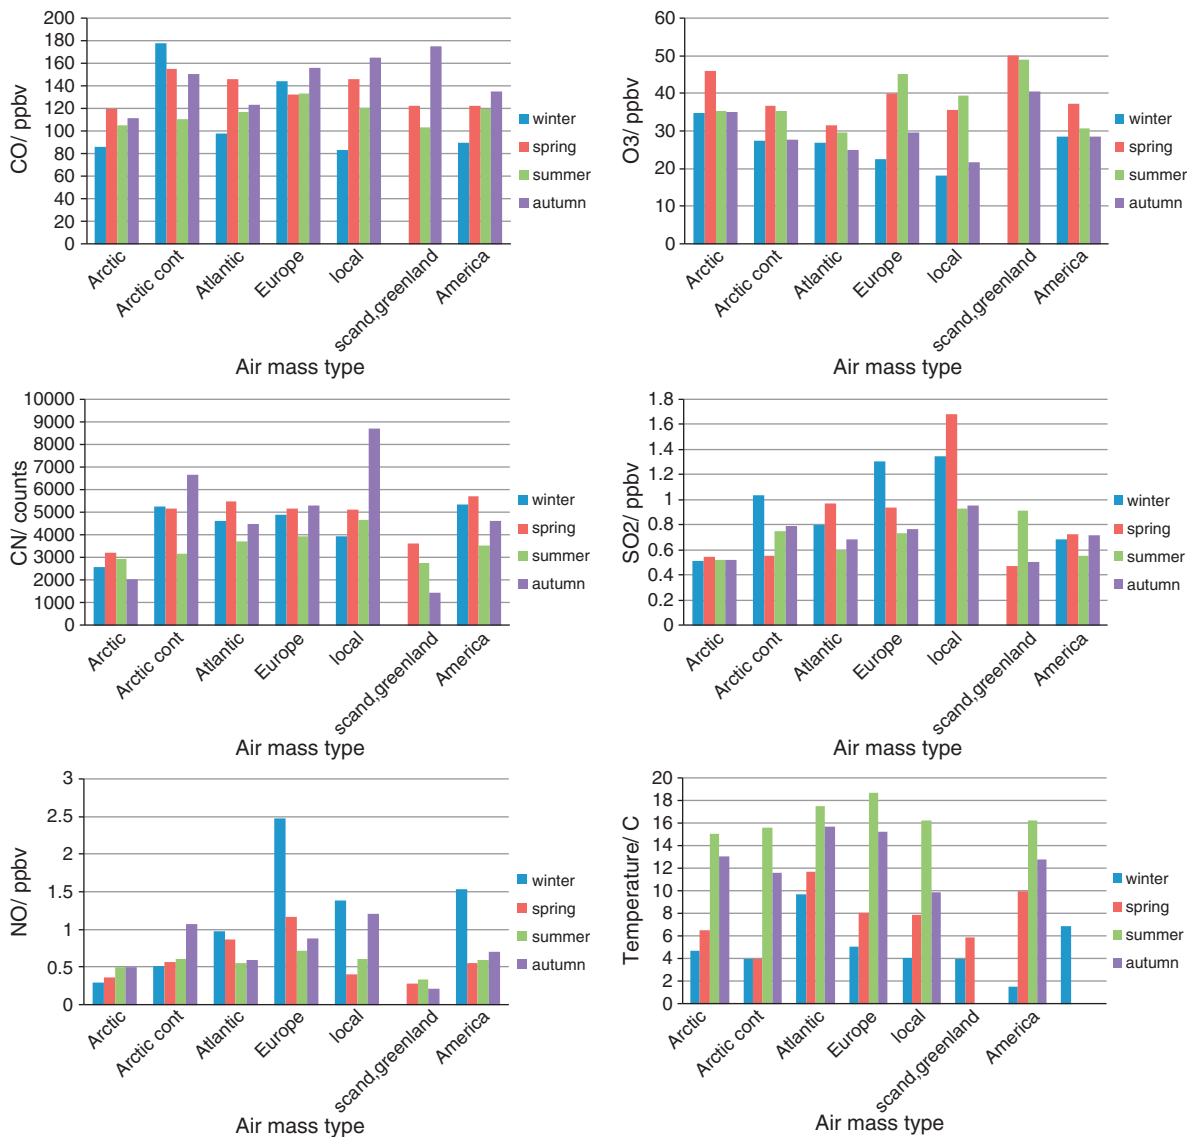 CO/ ppbv
200
180
160
140
120
100
80
60
40
20
0
Arctic
Arctic cont
Atlantic
Europe
local
scand,greenland
America
Air mass type
winter
spring
summer
autumn
O3/ ppbv
60
50
40
30
20
10
0
Arctic
Arctic cont
Atlantic
Europe
local
scand,greenland
America
Air mass type
winter
spring
summer
autumn
CN/ counts
10000
9000
8000
7000
6000
5000
4000
3000
2000
1000
0
Arctic
Arctic cont
Atlantic
Europe
local
scand,greenland
America
Air mass type
winter
spring
summer
autumn
SO2/ ppbv
1.8
1.6
1.4
1.2
1
0.8
0.6
0.4
0.2
0
Arctic
Arctic cont
Atlantic
Europe
local
scand,greenland
America
Air mass type
winter
spring
summer
autumn
NO/ ppbv
3
2.5
2
1.5
1
0.5
0
Arctic
Arctic cont
Atlantic
Europe
local
scand,greenland
America
Air mass type
winter
spring
summer
autumn
Temperature/ C
20
18
16
14
12
10
8
6
4
2
0
Arctic
Arctic cont
Atlantic
Europe
local
scand,greenland
America
Air mass type
winter
spring
summer
autumn